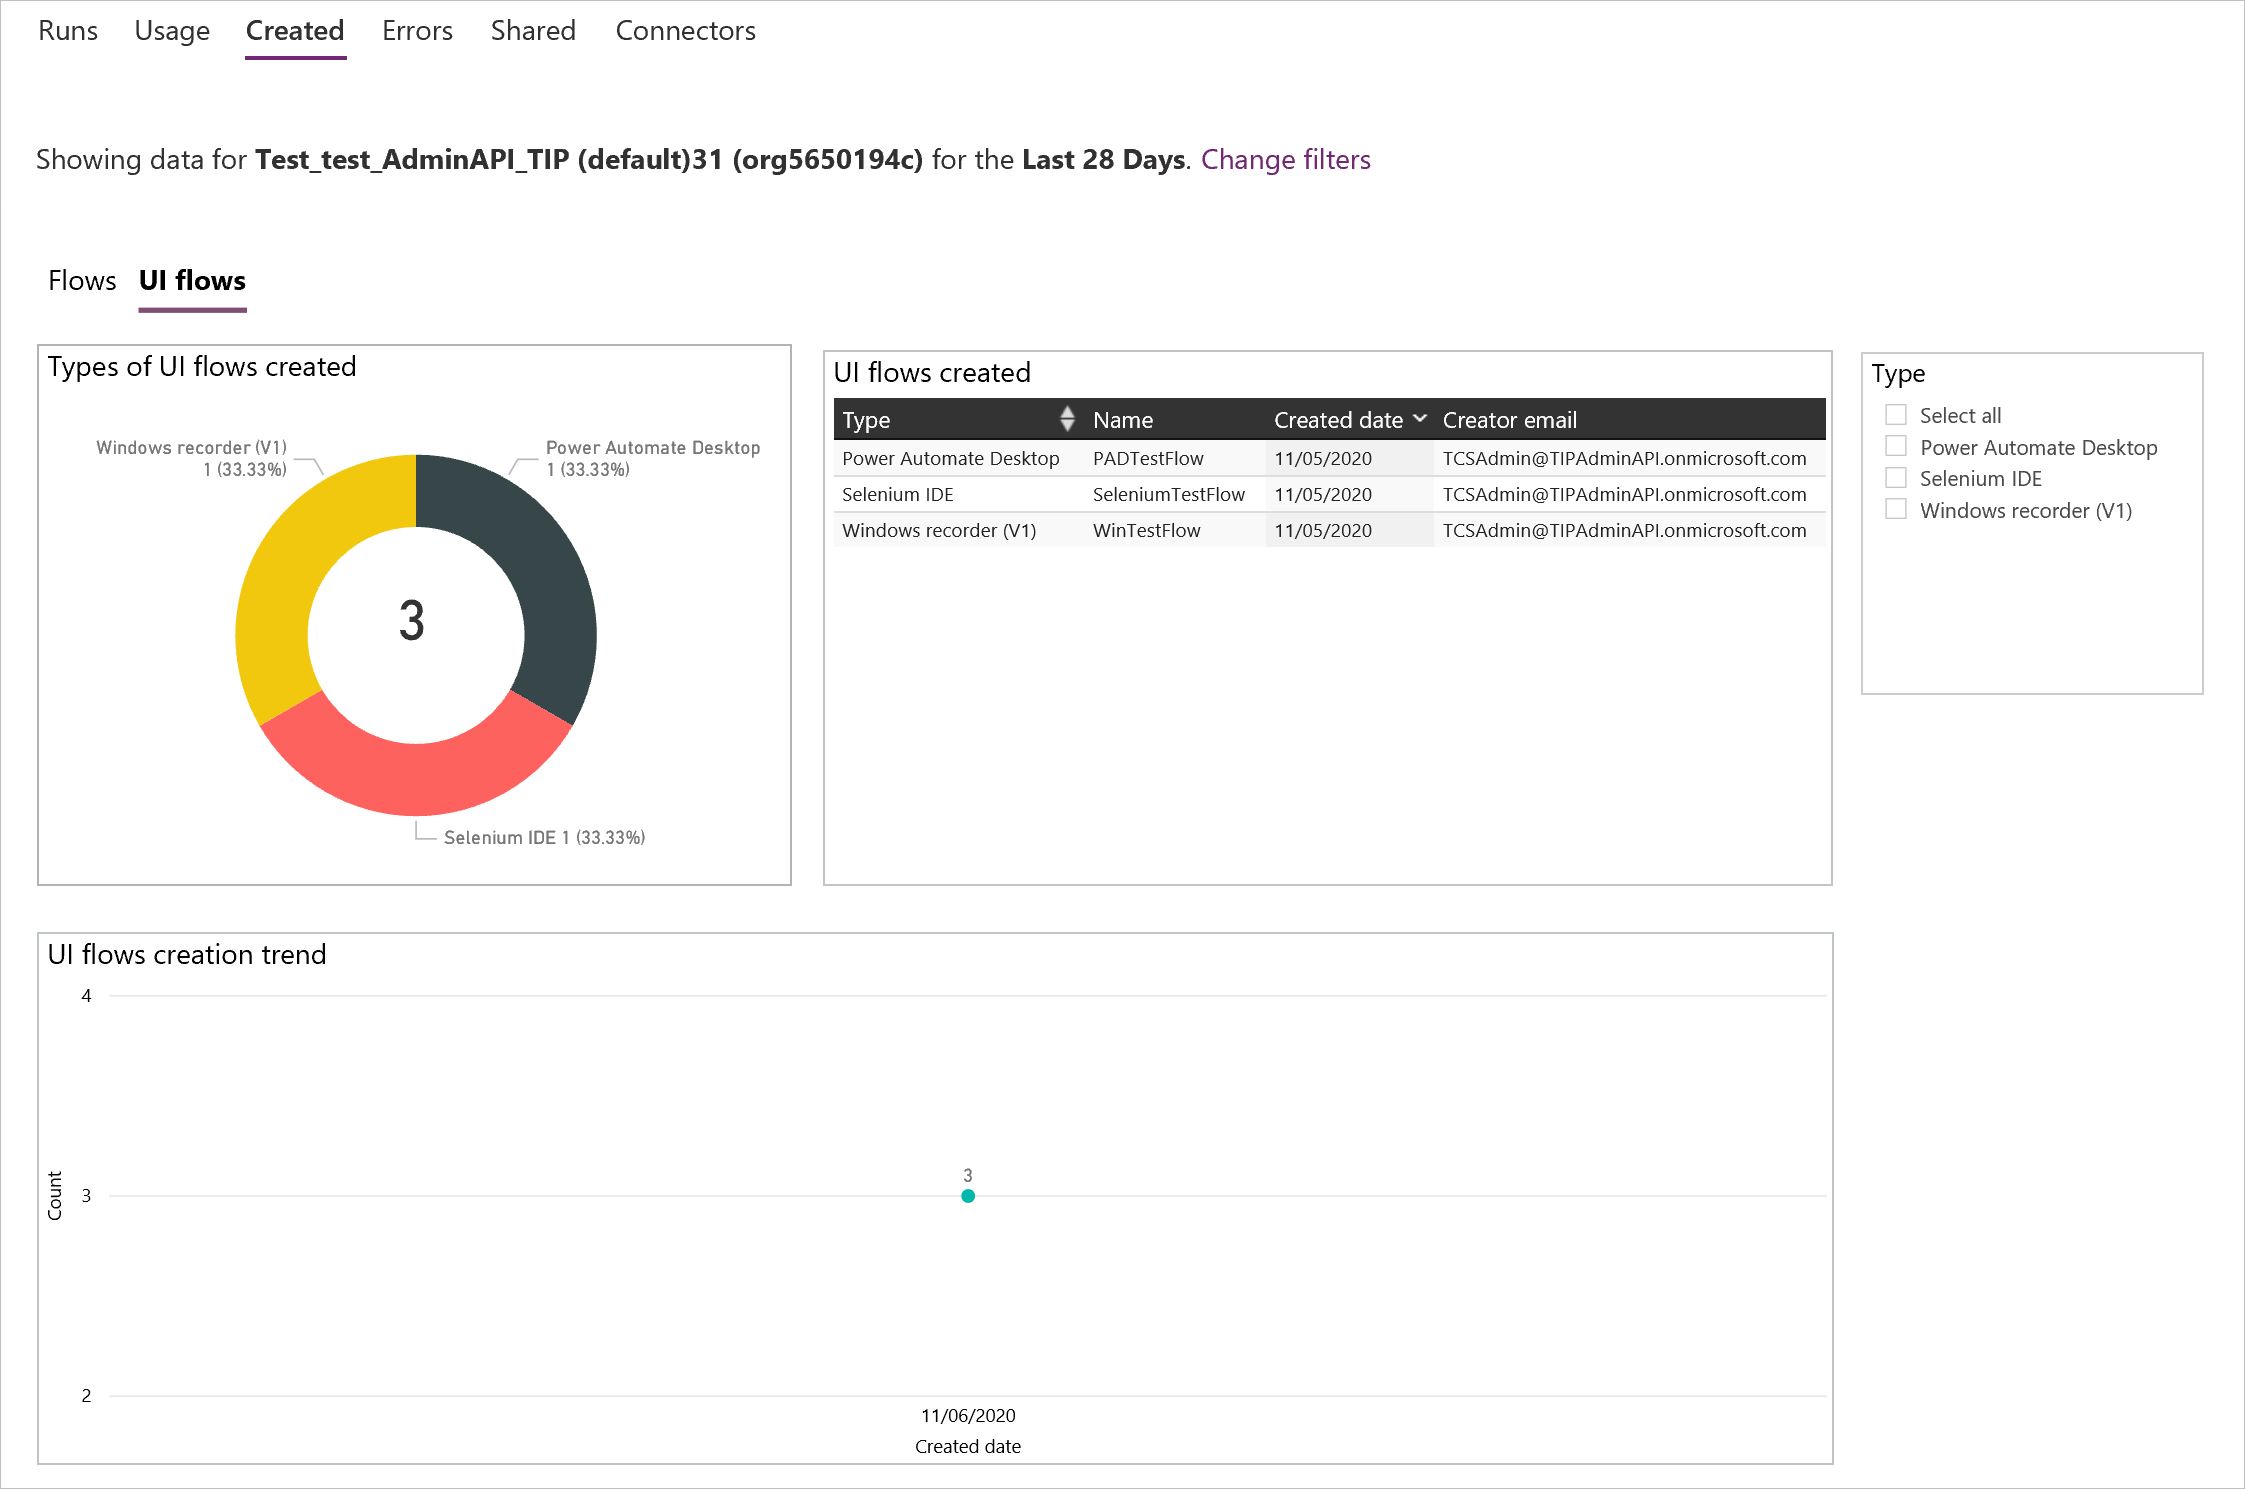 Runs Usage Created Errors Shared Connectors
Showing data for Test_test_AdminAPI_TIP (default)31 (org5650194c) for the Last 28 Days. Change filters
Flows UI flows
Types of UI flows created
Windows recorder (V1)
1 (33.33%)
Power Automate Desktop
1 (33.33%)
3
Selenium IDE 1 (33.33%)
UI flows created
Type Name Created date Creator email
Power Automate Desktop PADTestFlow 11/05/2020 TCSAdmin@TIPAdminAPI.onmicrosoft.com
Selenium IDE SeleniumTestFlow 11/05/2020 TCSAdmin@TIPAdminAPI.onmicrosoft.com
Windows recorder (V1) WinTestFlow 11/05/2020 TCSAdmin@TIPAdminAPI.onmicrosoft.com
Type
Select all
Power Automate Desktop
Selenium IDE
Windows recorder (V1)
UI flows creation trend
4
3
2
Count
3
11/06/2020
Created date